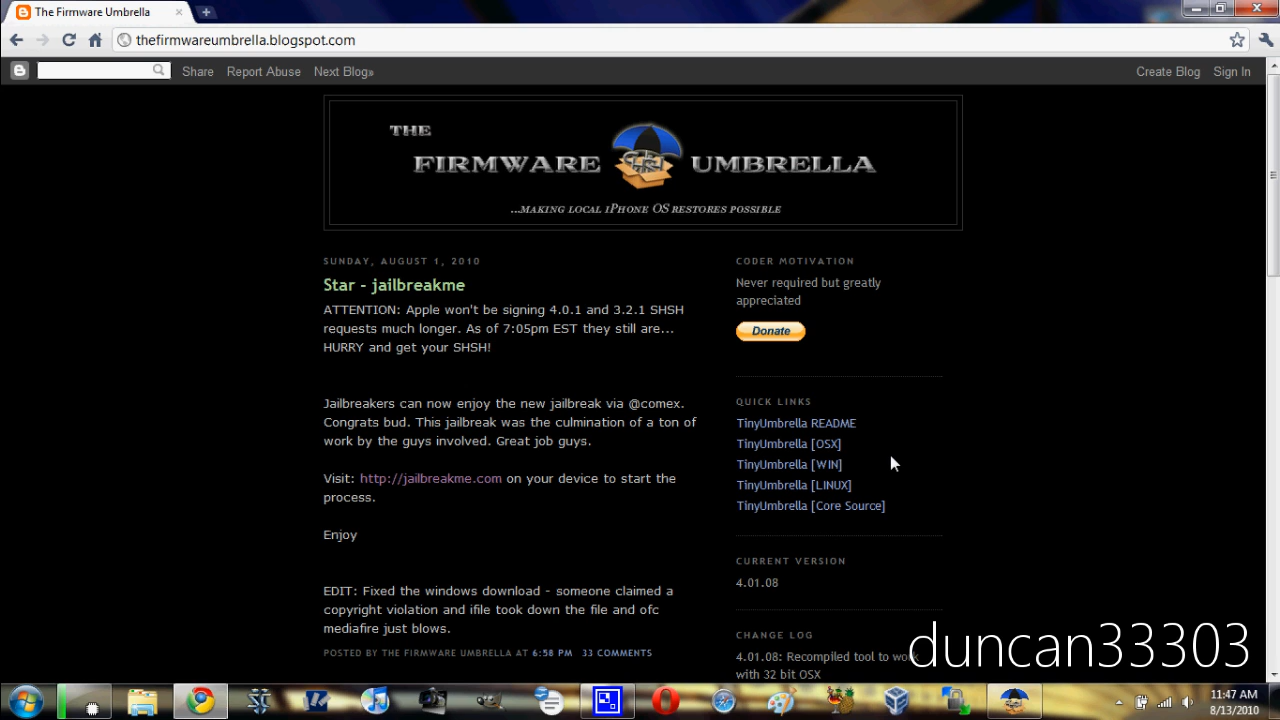 The Firmware Umbrella
thefirmwareumbrella.blogspot.com
Share Report Abuse Next Blog» Create Blog Sign In
THE
FIRMWARE UMBRELLA
...MAKING LOCAL IPHONE OS RESTORES POSSIBLE
SUNDAY, AUGUST 1, 2010
Star - jailbreakme
ATTENTION: Apple won't be signing 4.0.1 and 3.2.1 SHSH
requests much longer. As of 7:05pm EST they still are...
HURRY and get your SHSH!
Jailbreakers can now enjoy the new jailbreak via @comex.
Congrats bud. This jailbreak was the culmination of a ton of
work by the guys involved. Great job guys.
Visit: http://jailbreakme.com on your device to start the
process.
Enjoy
EDIT: Fixed the windows download - someone claimed a
copyright violation and ifile took down the file and ofc
mediafire just blows.
POSTED BY THE FIRMWARE UMBRELLA AT 6:58 PM 33 COMMENTS
CODER MOTIVATION
Never required but greatly
appreciated
Donate
QUICK LINKS
TinyUmbrella README
TinyUmbrella [OSX]
TinyUmbrella [WIN]
TinyUmbrella [LINUX]
TinyUmbrella [Core Source]
CURRENT VERSION
4.01.08
CHANGE LOG
4.01.08: Recompiled tool to work
with 32 bit OSX
duncan33303
11:47 AM
8/13/2010